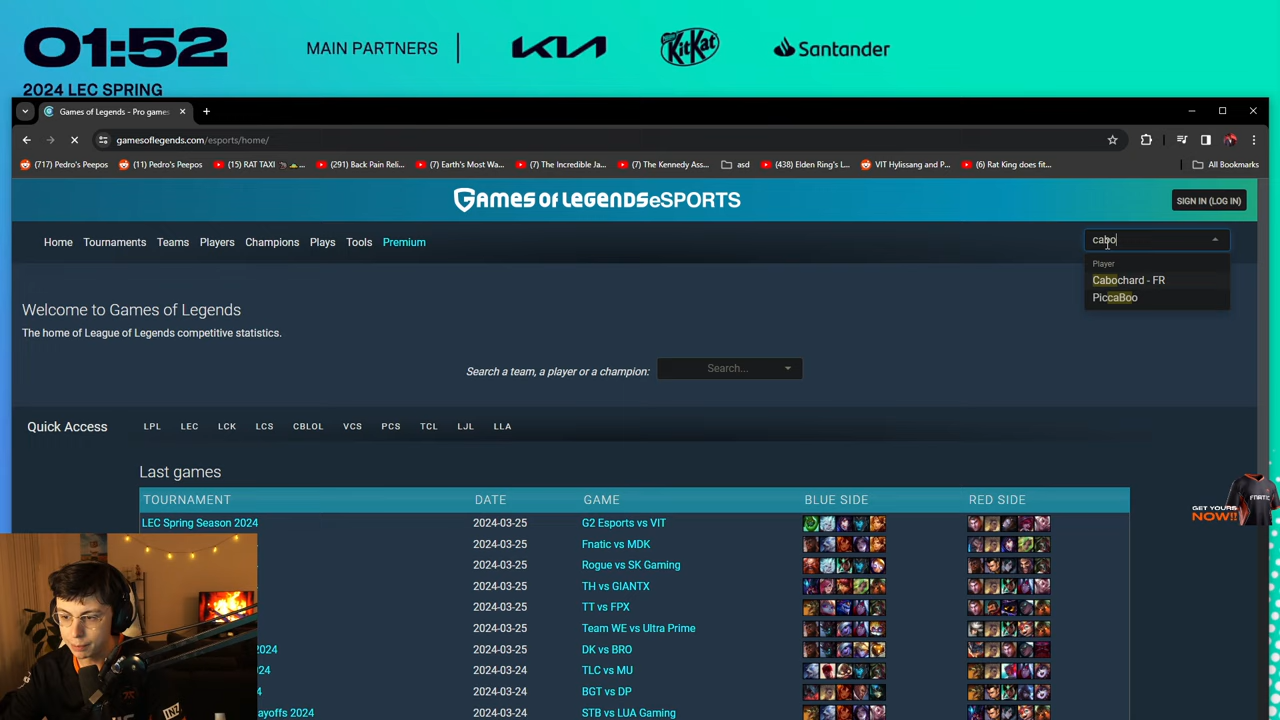 01:52
MAIN PARTNERS
KIA
KitKat
Santander
2024 LEC SPRING
Games of Legends - Pro games
gamesoflegends.com/esports/home/
(717) Pedro's Peepos
(11) Pedro's Peepos
(15) RAT TAXI
(291) Back Pain Reli...
(7) Earth's Most Wa...
(7) The Incredible Ja...
(7) The Kennedy Ass...
asd
(438) Elden Ring's L...
VIT Hylissang and P...
(6) Rat King does fit...
All Bookmarks
GAMES OF LEGENDS eSPORTS
SIGN IN (LOG IN)
Home Tournaments Teams Players Champions Plays Tools Premium
cabo
Player
Cabochard - FR
PiccaBoo
Welcome to Games of Legends
The home of League of Legends competitive statistics.
Search a team, a player or a champion: Search...
Quick Access LPL LEC LCK LCS CBLOL VCS PCS TCL LJL LLA
Last games
TOURNAMENT DATE GAME BLUE SIDE RED SIDE
LEC Spring Season 2024 2024-03-25 G2 Esports vs VIT
2024-03-25 Fnatic vs MDK
2024-03-25 Rogue vs SK Gaming
2024-03-25 TH vs GIANTX
2024-03-25 TT vs FPX
2024-03-25 Team WE vs Ultra Prime
2024 2024-03-25 DK vs BRO
24 2024-03-24 TLC vs MU
4 2024-03-24 BGT vs DP
ayoffs 2024 2024-03-24 STB vs LUA Gaming
GET YOURS
NOW!!
FNATIC
INZ